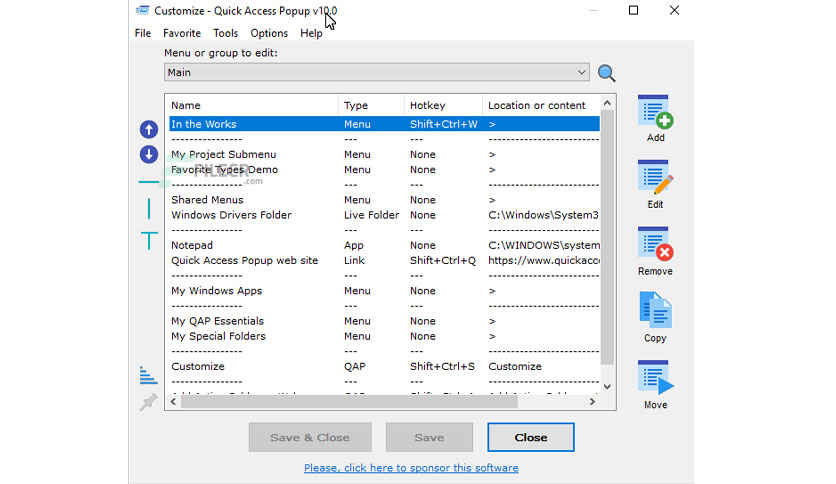 Customize - Quick Access Popup v10.0
File Favorite Tools Options Help
Menu or group to edit:
Main
Name Type Hotkey Location or content
In the Works Menu Shift+Ctrl+W >
---------------- --- --- ----------------
My Project Submenu Menu None >
Favorite Types Demo Menu None >
FILECR
.com
---------------- --- --- ----------------
Shared Menus Menu None >
Windows Drivers Folder Live Folder None C:\Windows\System3
---------------- --- --- ----------------
Notepad App None C:\WINDOWS\system
Quick Access Popup web site Link Shift+Ctrl+Q https://www.quickacc
---------------- --- --- ----------------
My Windows Apps Menu None >
---------------- --- --- ----------------
My QAP Essentials Menu None >
My Special Folders Menu None >
---------------- --- --- ----------------
Customize QAP Shift+Ctrl+S Customize
---------------- --- --- ----------------
Add
Edit
Remove
Copy
Move
Save & Close Save Close
Please, click here to sponsor this software